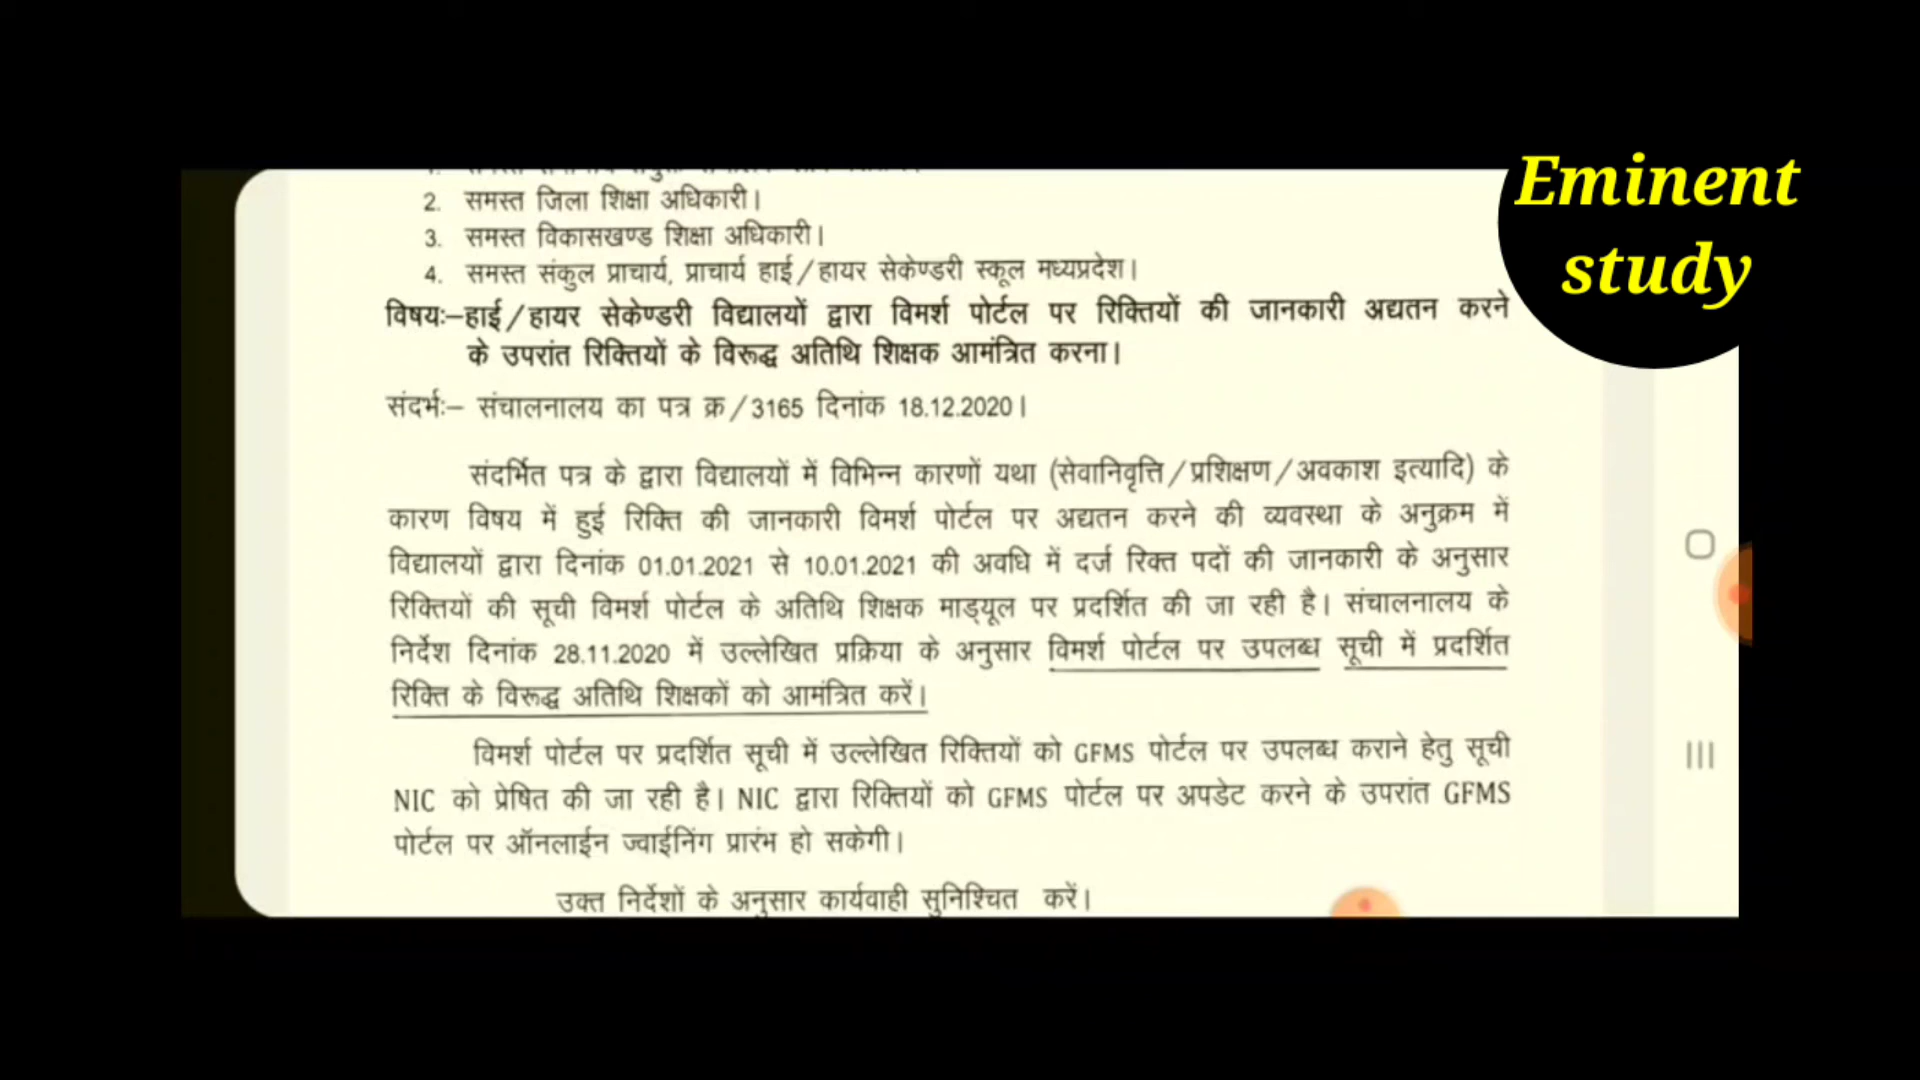 2. समस्त जिला शिक्षा अधिकारी।
3. समस्त विकासखण्ड शिक्षा अधिकारी।
4. समस्त संकुल प्राचार्य, प्राचार्य हाई/हायर सेकेण्डरी स्कूल मध्यप्रदेश।
Eminent
study
विषयः–हाई/हायर सेकेण्डरी विद्यालयों द्वारा विमर्श पोर्टल पर रिक्तियों की जानकारी अद्यतन करने
के उपरांत रिक्तियों के विरूद्ध अतिथि शिक्षक आमंत्रित करना।
संदर्भः– संचालनालय का पत्र क्र/3165 दिनांक 18.12.2020।
संदर्भित पत्र के द्वारा विद्यालयों में विभिन्न कारणों यथा (सेवानिवृत्ति/प्रशिक्षण/अवकाश इत्यादि) के
कारण विषय में हुई रिक्ति की जानकारी विमर्श पोर्टल पर अद्यतन करने की व्यवस्था के अनुक्रम में
विद्यालयों द्वारा दिनांक 01.01.2021 से 10.01.2021 की अवधि में दर्ज रिक्त पदों की जानकारी के अनुसार
रिक्तियों की सूची विमर्श पोर्टल के अतिथि शिक्षक माड्यूल पर प्रदर्शित की जा रही है। संचालनालय के
निर्देश दिनांक 28.11.2020 में उल्लेखित प्रक्रिया के अनुसार विमर्श पोर्टल पर उपलब्ध सूची में प्रदर्शित
रिक्ति के विरूद्ध अतिथि शिक्षकों को आमंत्रित करें।
विमर्श पोर्टल पर प्रदर्शित सूची में उल्लेखित रिक्तियों को GFMS पोर्टल पर उपलब्ध कराने हेतु सूची
NIC को प्रेषित की जा रही है। NIC द्वारा रिक्तियों को GFMS पोर्टल पर अपडेट करने के उपरांत GFMS
पोर्टल पर ऑनलाईन ज्वाईनिंग प्रारंभ हो सकेगी।
उक्त निर्देशों के अनुसार कार्यवाही सुनिश्चित करें।